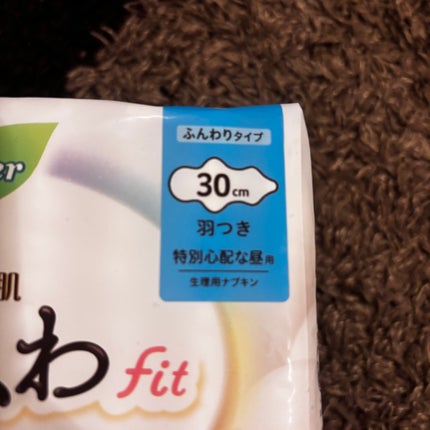 ふんわりタイプ
30cm
羽つき
特別心配な昼用
生理用ナプキン
er
肌
わ fit